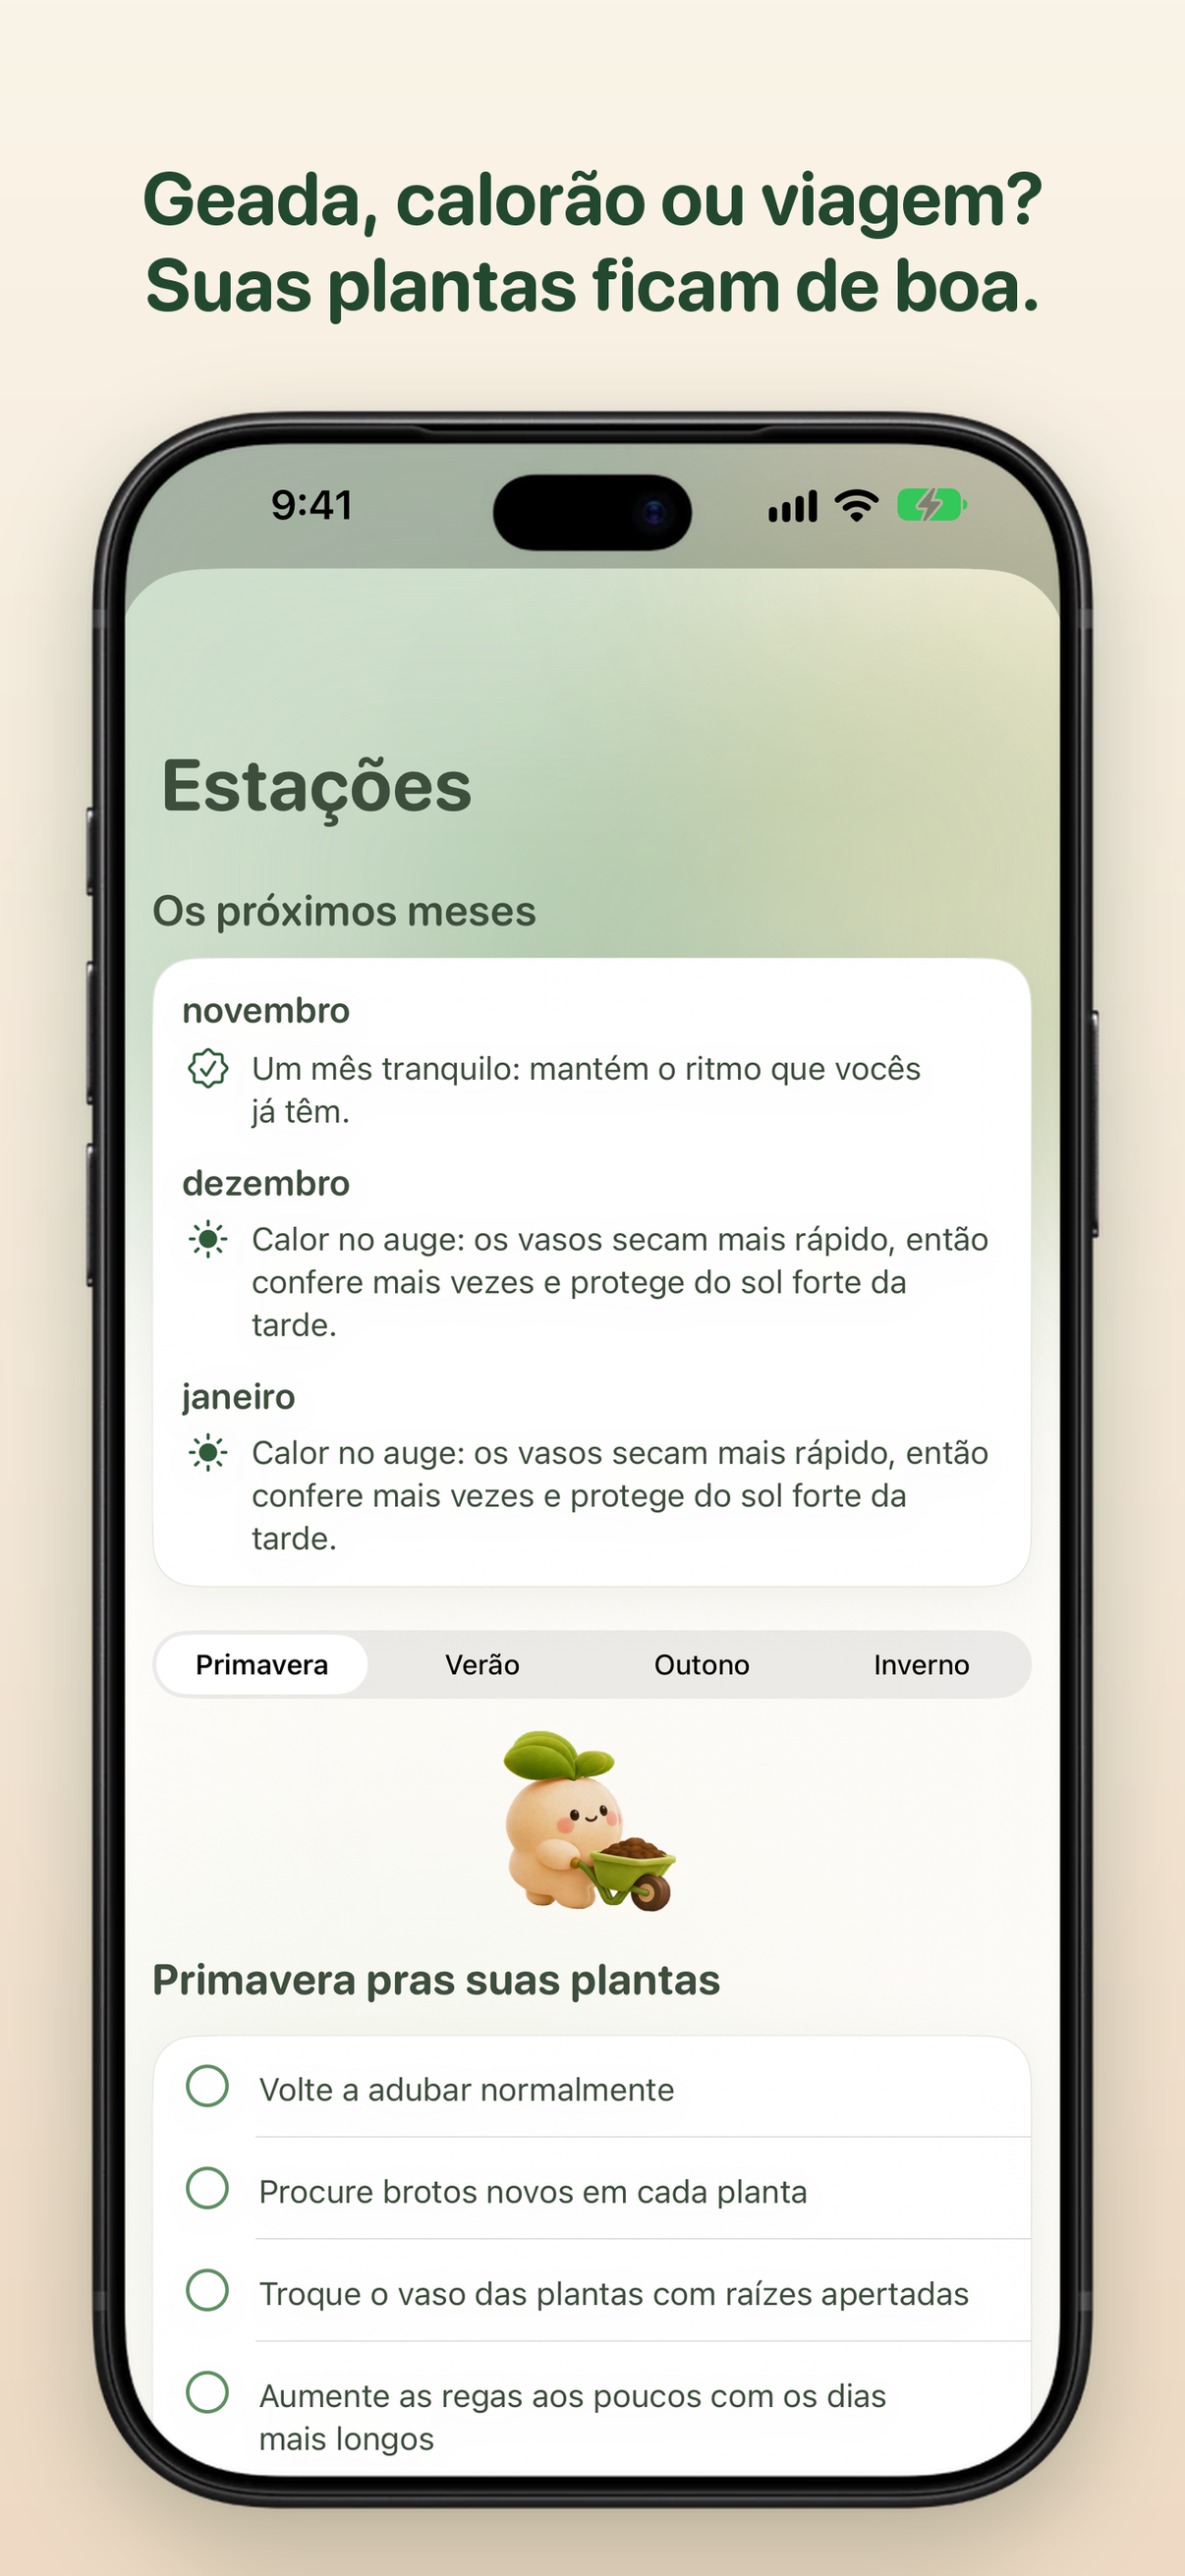 Geada, calorão ou viagem?
Suas plantas ficam de boa.
9:41
Estações
Os próximos meses
novembro
Um mês tranquilo: mantém o ritmo que vocês
já têm.
dezembro
Calor no auge: os vasos secam mais rápido, então
confere mais vezes e protege do sol forte da
tarde.
janeiro
Calor no auge: os vasos secam mais rápido, então
confere mais vezes e protege do sol forte da
tarde.
Primavera Verão Outono Inverno
Primavera pras suas plantas
Volte a adubar normalmente
Procure brotos novos em cada planta
Troque o vaso das plantas com raízes apertadas
Aumente as regas aos poucos com os dias
mais longos